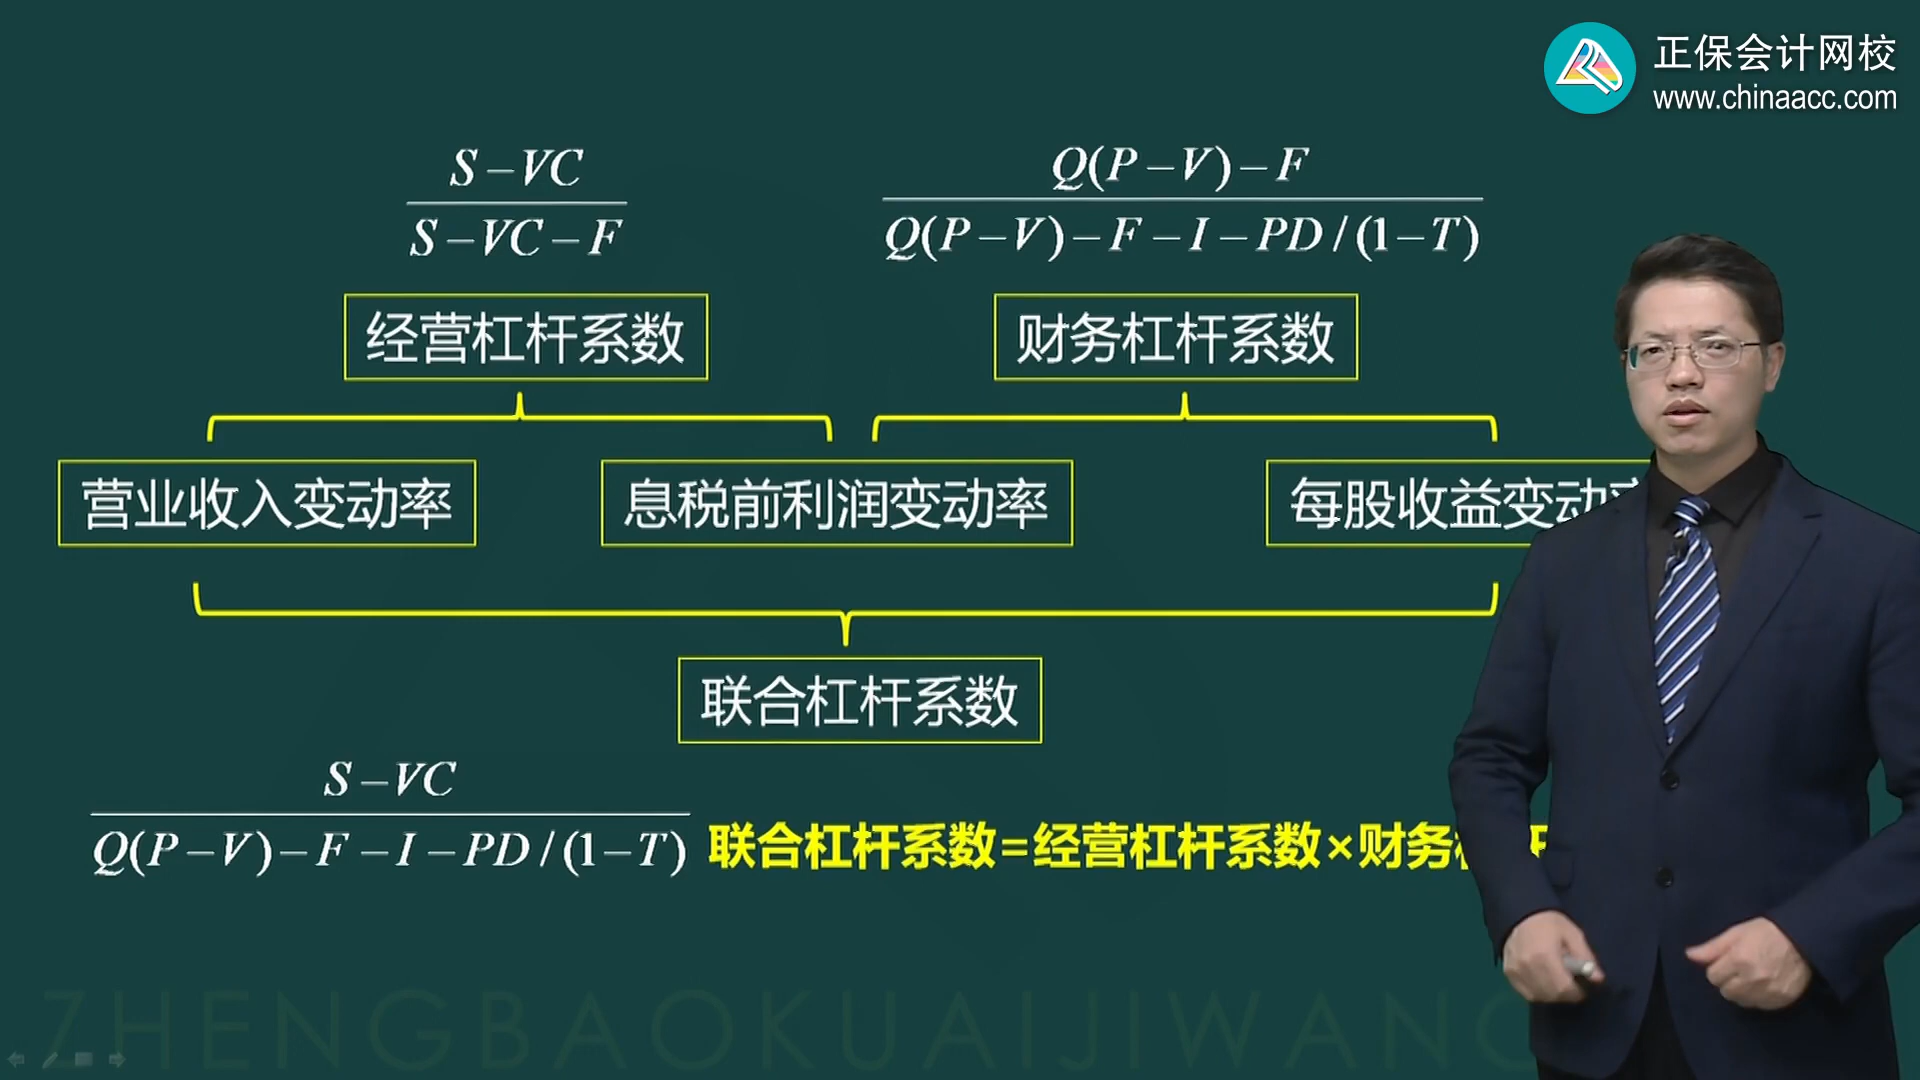 正保会计网校
www.chinaacc.com
S-VC
S-VC-F
Q(P-V)-F
Q(P-V)-F-I-PD/(1-T)
经营杠杆系数
财务杠杆系数
营业收入变动率
息税前利润变动率
每股收益变动
联合杠杆系数
S-VC
Q(P-V)-F-I-PD/(1-T)
联合杠杆系数=经营杠杆系数×财务
ZHENGBAOKUAIJIWANG